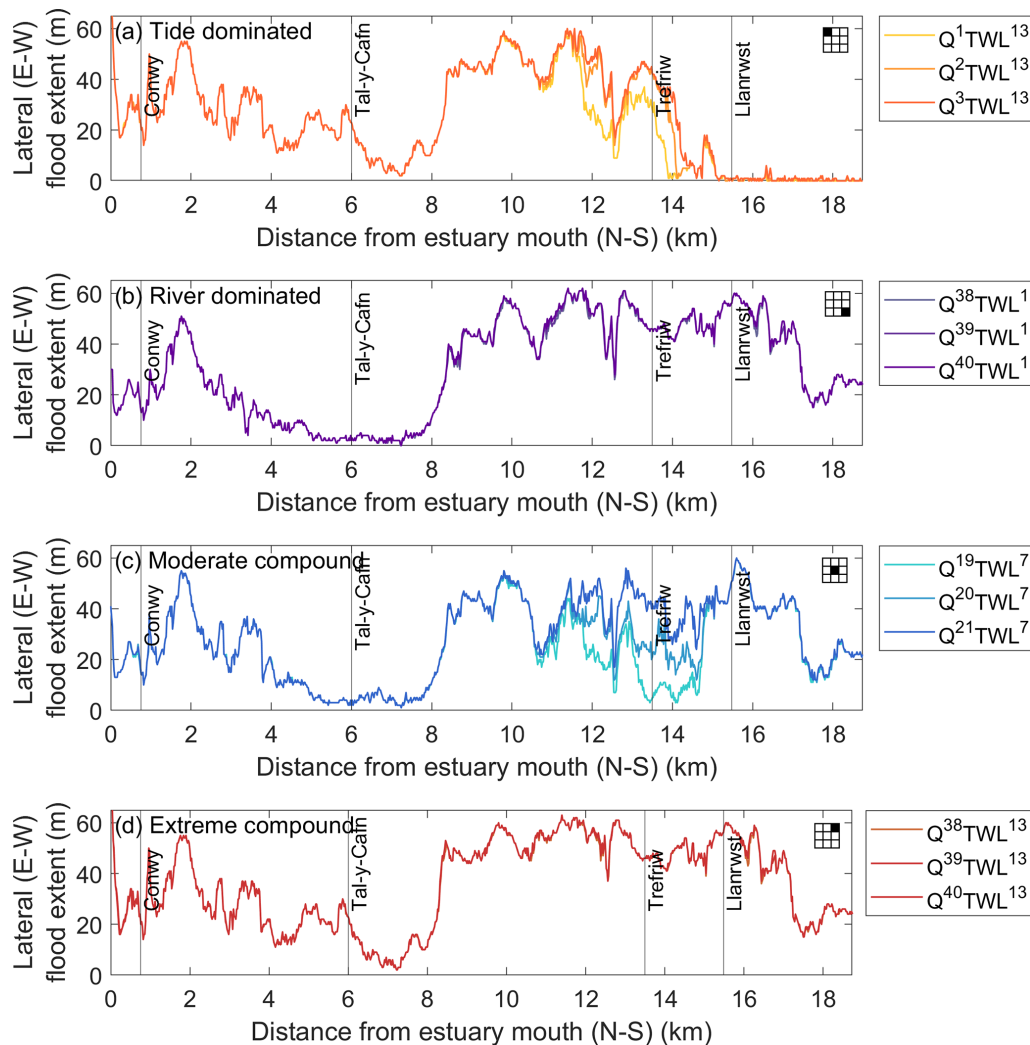 (a) Tide dominated
Lateral (E-W)
flood extent (m)
60
40
20
0
Conwy
Tal-y-Cafn
Trefriw
Llanrwst
0 2 4 6 8 10 12 14 16 18
Distance from estuary mouth (N-S) (km)
Q¹TWL¹³
Q²TWL¹³
Q³TWL¹³
(b) River dominated
Lateral (E-W)
flood extent (m)
60
40
20
0
Conwy
Tal-y-Cafn
Trefriw
Llanrwst
0 2 4 6 8 10 12 14 16 18
Distance from estuary mouth (N-S) (km)
Q³⁸TWL¹
Q³⁹TWL¹
Q⁴⁰TWL¹
(c) Moderate compound
Lateral (E-W)
flood extent (m)
60
40
20
0
Conwy
Tal-y-Cafn
Trefriw
Llanrwst
0 2 4 6 8 10 12 14 16 18
Distance from estuary mouth (N-S) (km)
Q¹⁹TWL⁷
Q²⁰TWL⁷
Q²¹TWL⁷
(d) Extreme compound
Lateral (E-W)
flood extent (m)
60
40
20
0
Conwy
Tal-y-Cafn
Trefriw
Llanrwst
0 2 4 6 8 10 12 14 16 18
Distance from estuary mouth (N-S) (km)
Q³⁸TWL¹³
Q³⁹TWL¹³
Q⁴⁰TWL¹³